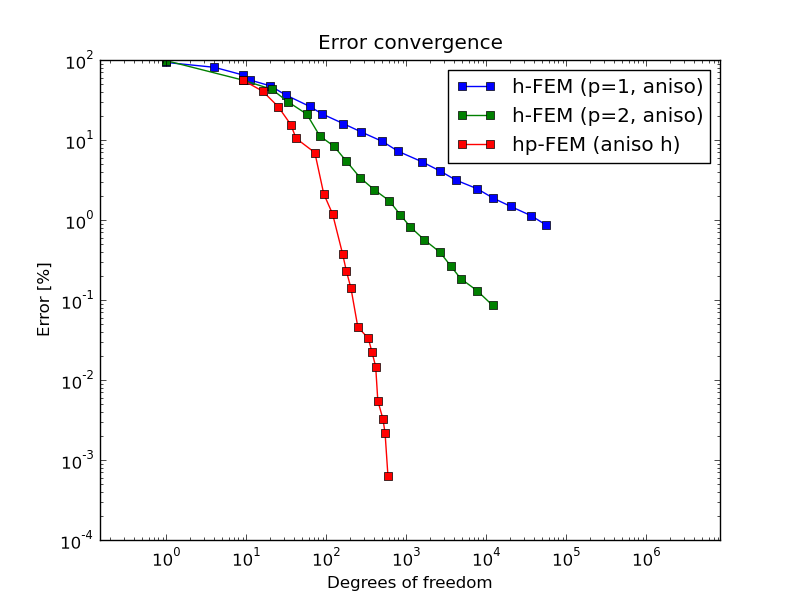 Error convergence
h-FEM (p=1, aniso)
h-FEM (p=2, aniso)
hp-FEM (aniso h)
Error [%]
10^2
10^1
10^0
10^-1
10^-2
10^-3
10^-4
10^0 10^1 10^2 10^3 10^4 10^5 10^6
Degrees of freedom